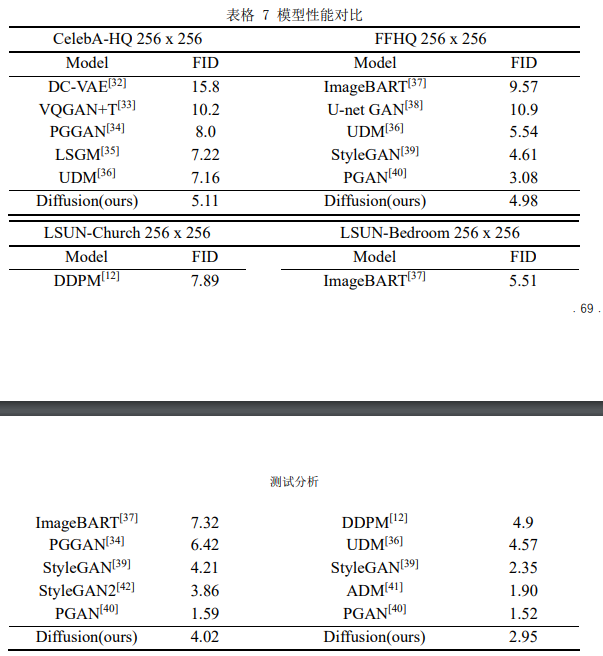 表格 7 模型性能对比
CelebA-HQ 256 x 256 FFHQ 256 x 256
Model FID Model FID
DC-VAE[32] 15.8 ImageBART[37] 9.57
VQGAN+T[33] 10.2 U-net GAN[38] 10.9
PGGAN[34] 8.0 UDM[36] 5.54
LSGM[35] 7.22 StyleGAN[39] 4.61
UDM[36] 7.16 PGAN[40] 3.08
Diffusion(ours) 5.11 Diffusion(ours) 4.98
LSUN-Church 256 x 256 LSUN-Bedroom 256 x 256
Model FID Model FID
DDPM[12] 7.89 ImageBART[37] 5.51
. 69 .
测试分析
ImageBART[37] 7.32 DDPM[12] 4.9
PGGAN[34] 6.42 UDM[36] 4.57
StyleGAN[39] 4.21 StyleGAN[39] 2.35
StyleGAN2[42] 3.86 ADM[41] 1.90
PGAN[40] 1.59 PGAN[40] 1.52
Diffusion(ours) 4.02 Diffusion(ours) 2.95